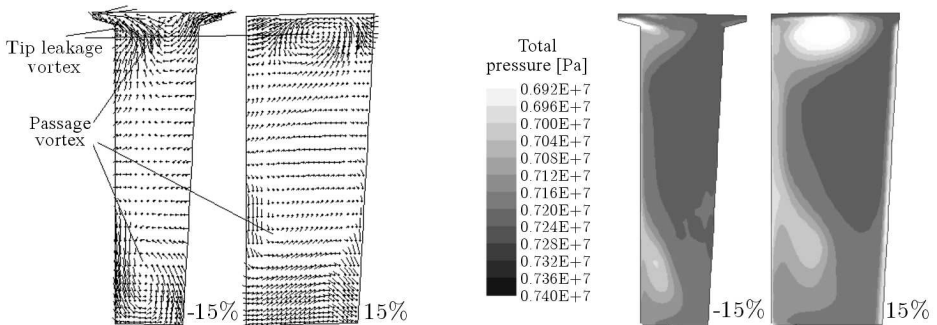 Tip leakage
vortex
Passage
vortex
-15%
15%
Total
pressure [Pa]
0.692E+7
0.696E+7
0.700E+7
0.704E+7
0.708E+7
0.712E+7
0.716E+7
0.720E+7
0.724E+7
0.728E+7
0.732E+7
0.736E+7
0.740E+7
-15%
15%